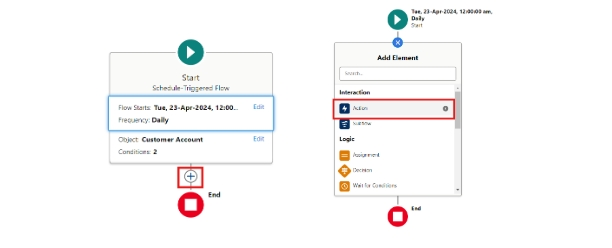 Start
Schedule-Triggered Flow
Flow Starts: Tue, 23-Apr-2024, 12:00... Edit
Frequency: Daily
Object: Customer Account Edit
Conditions: 2
End
Tue, 23-Apr-2024, 12:00:00 am,
Daily
Start
Add Element
Search...
Interaction
Action
Subflow
Logic
Assignment
Decision
Wait for Conditions
End